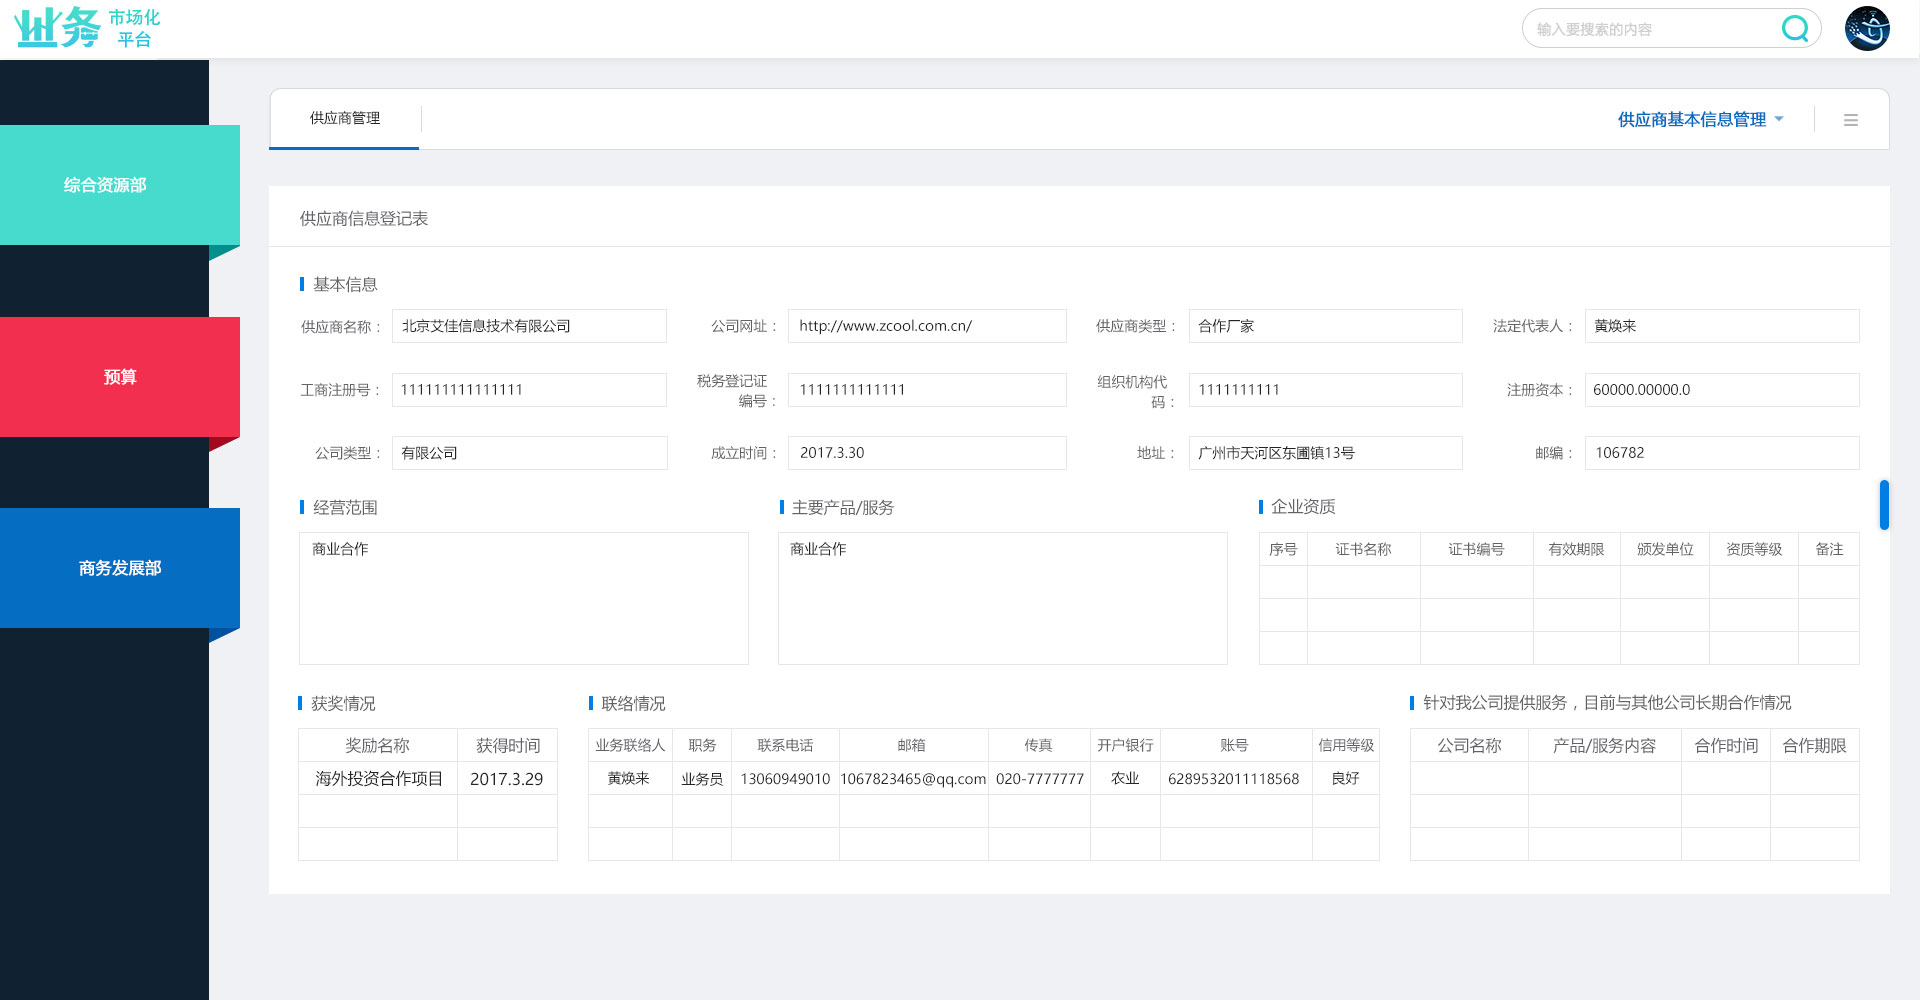 业务 市场化
平台
输入要搜索的内容
综合资源部
预算
商务发展部
供应商管理
供应商基本信息管理
供应商信息登记表
基本信息
供应商名称： 北京艾佳信息技术有限公司 公司网址： http://www.zcool.com.cn/ 供应商类型： 合作厂家 法定代表人： 黄焕来
工商注册号： 111111111111111 税务登记证编号： 1111111111111 组织机构代码： 1111111111 注册资本： 60000.00000.0
公司类型： 有限公司 成立时间： 2017.3.30 地址： 广州市天河区东圃镇13号 邮编： 106782
经营范围
商业合作
主要产品/服务
商业合作
企业资质
序号 证书名称 证书编号 有效期限 颁发单位 资质等级 备注
获奖情况
奖励名称 获得时间
海外投资合作项目 2017.3.29
联络情况
业务联络人 职务 联系电话 邮箱 传真 开户银行 账号 信用等级
黄焕来 业务员 13060949010 1067823465@qq.com 020-7777777 农业 6289532011118568 良好
针对我公司提供服务，目前与其他公司长期合作情况
公司名称 产品/服务内容 合作时间 合作期限